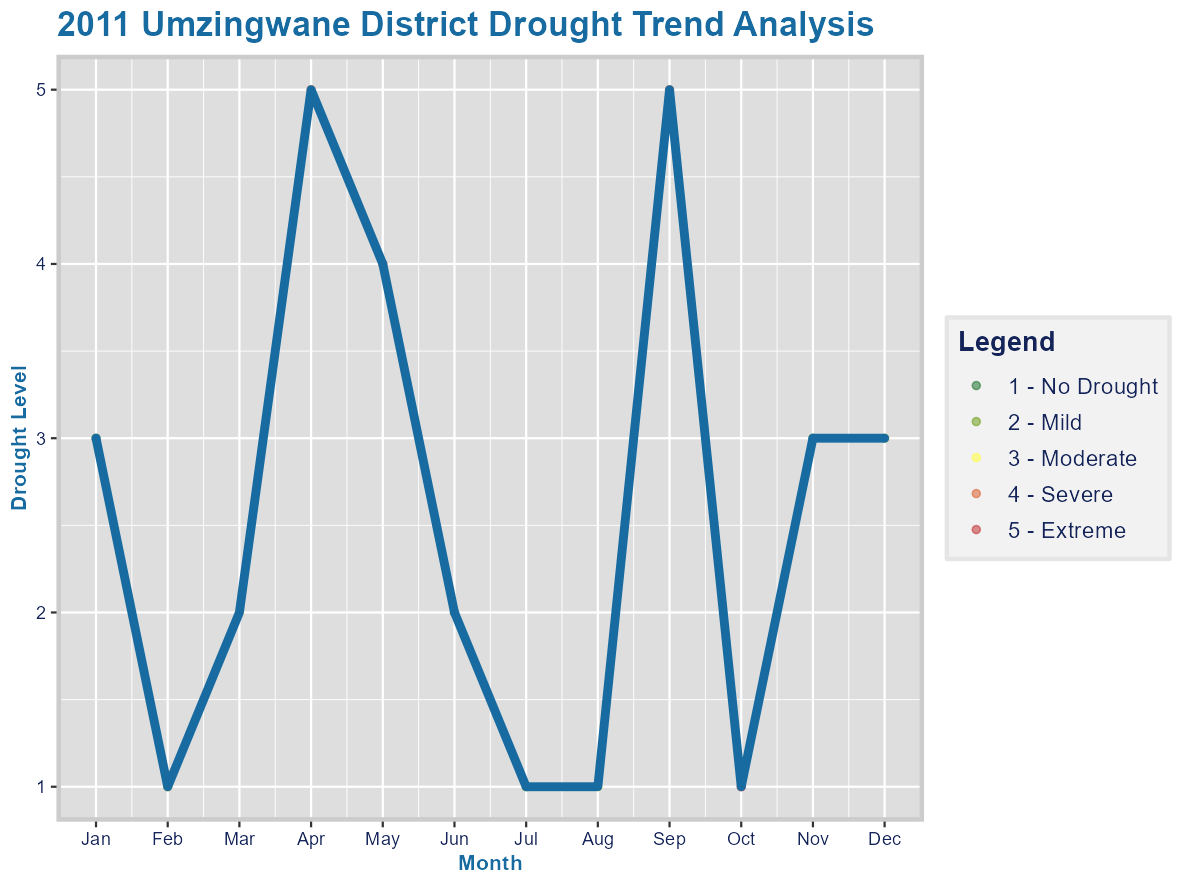 2011 Umzingwane District Drought Trend Analysis
Drought Level
5
4
3
2
1
Jan Feb Mar Apr May Jun Jul Aug Sep Oct Nov Dec
Month
Legend
1 - No Drought
2 - Mild
3 - Moderate
4 - Severe
5 - Extreme